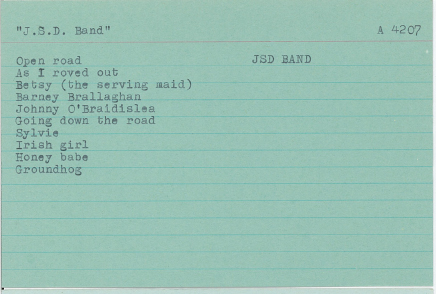 "J.S.D. Band" A 4207
Open road JSD BAND
As I roved out
Betsy (the serving maid)
Barney Brallaghan
Johnny O'Braidislea
Going down the road
Sylvie
Irish girl
Honey babe
Groundhog